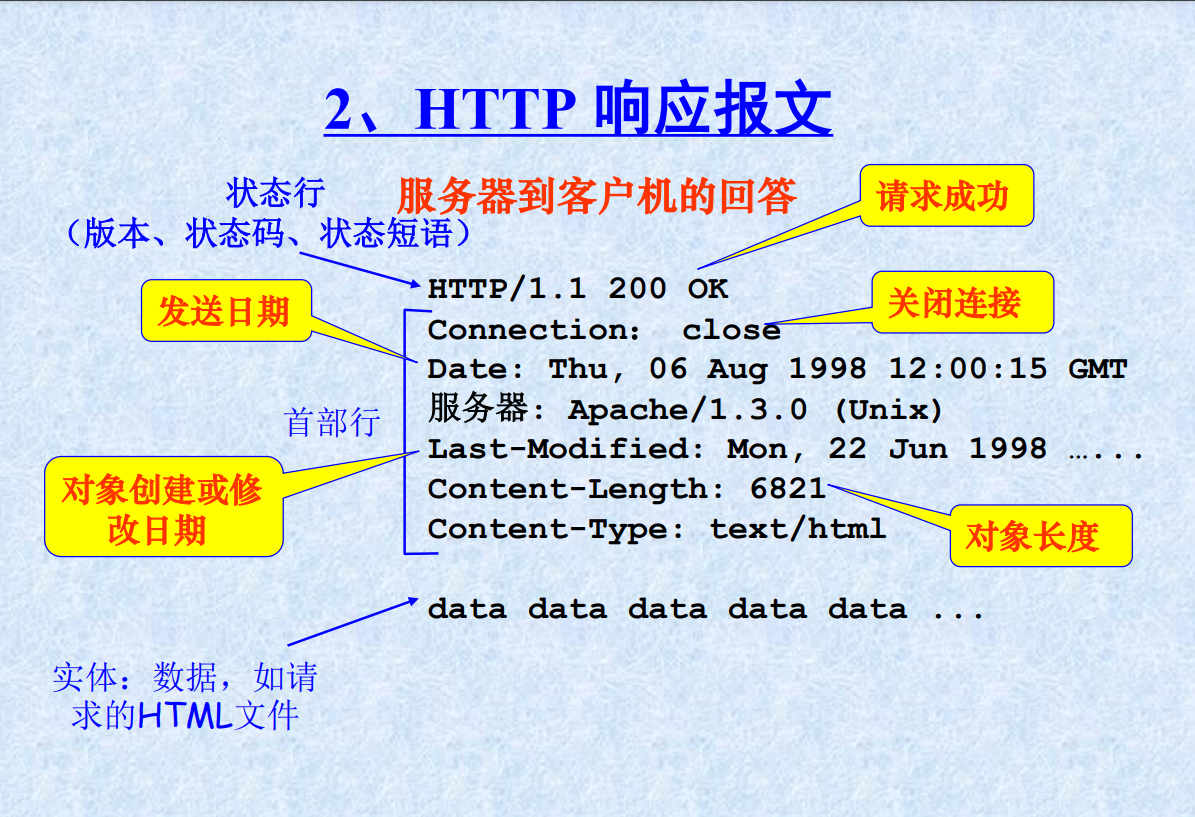 2、HTTP 响应报文
状态行
（版本、状态码、状态短语）
服务器到客户机的回答
请求成功
HTTP/1.1 200 OK
关闭连接
Connection： close
发送日期
Date: Thu, 06 Aug 1998 12:00:15 GMT
服务器: Apache/1.3.0 (Unix)
首部行
Last-Modified: Mon, 22 Jun 1998 …...
对象创建或修
改日期
Content-Length: 6821
Content-Type: text/html
对象长度
data data data data data ...
实体：数据，如请
求的HTML文件